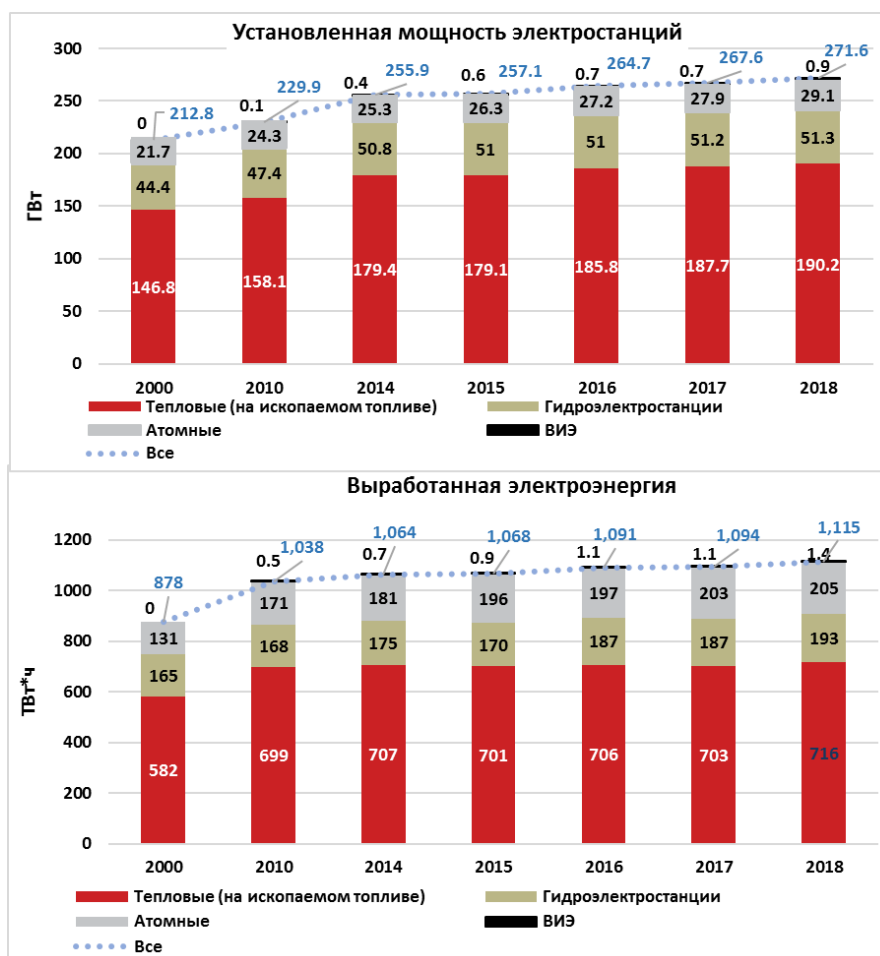 Установленная мощность электростанций
ГВт
300
250
200
150
100
50
0
0 212.8 0.1 229.9 0.4 255.9 0.6 257.1 0.7 264.7 0.7 267.6 0.9 271.6
21.7 24.3 25.3 26.3 27.2 27.9 29.1
44.4 47.4 50.8 51 51 51.2 51.3
146.8 158.1 179.4 179.1 185.8 187.7 190.2
2000 2010 2014 2015 2016 2017 2018
Тепловые (на ископаемом топливе) Гидроэлектростанции
Атомные ВИЭ
Все
Выработанная электроэнергия
ТВт*ч
1200
1000
800
600
400
200
0
0 878 0.5 1,038 0.7 1,064 0.9 1,068 1.1 1,091 1.1 1,094 1.4 1,115
131 171 181 196 197 203 205
165 168 175 170 187 187 193
582 699 707 701 706 703 716
2000 2010 2014 2015 2016 2017 2018
Тепловые (на ископаемом топливе) Гидроэлектростанции
Атомные ВИЭ
Все